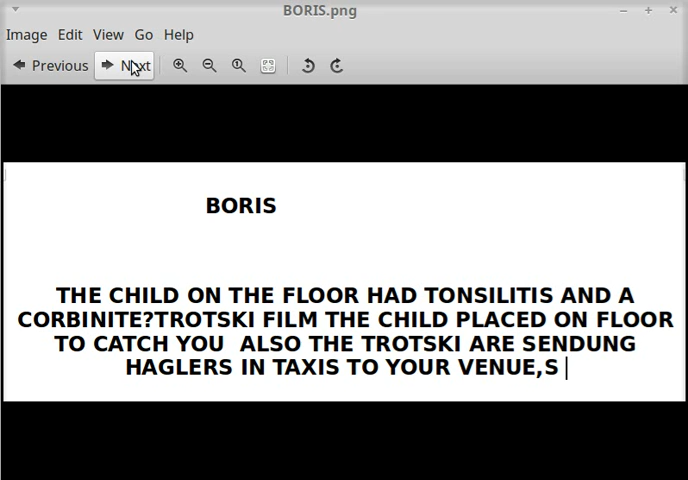 BORIS.png
Image Edit View Go Help
Previous Next
BORIS
THE CHILD ON THE FLOOR HAD TONSILITIS AND A
CORBINITE?TROTSKI FILM THE CHILD PLACED ON FLOOR
TO CATCH YOU  ALSO THE TROTSKI ARE SENDUNG
HAGLERS IN TAXIS TO YOUR VENUE,S